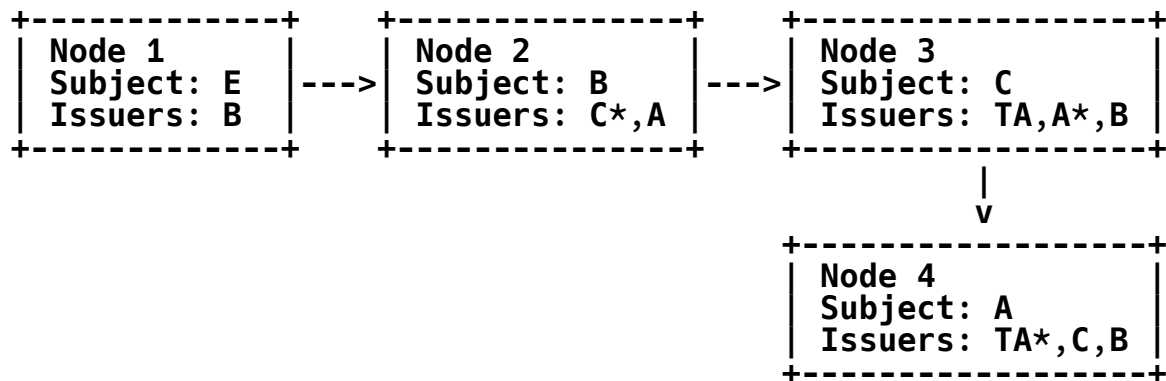 Node 1
Subject: E
Issuers: B
Node 2
Subject: B
Issuers: C*,A
Node 3
Subject: C
Issuers: TA,A*,B
Node 4
Subject: A
Issuers: TA*,C,B